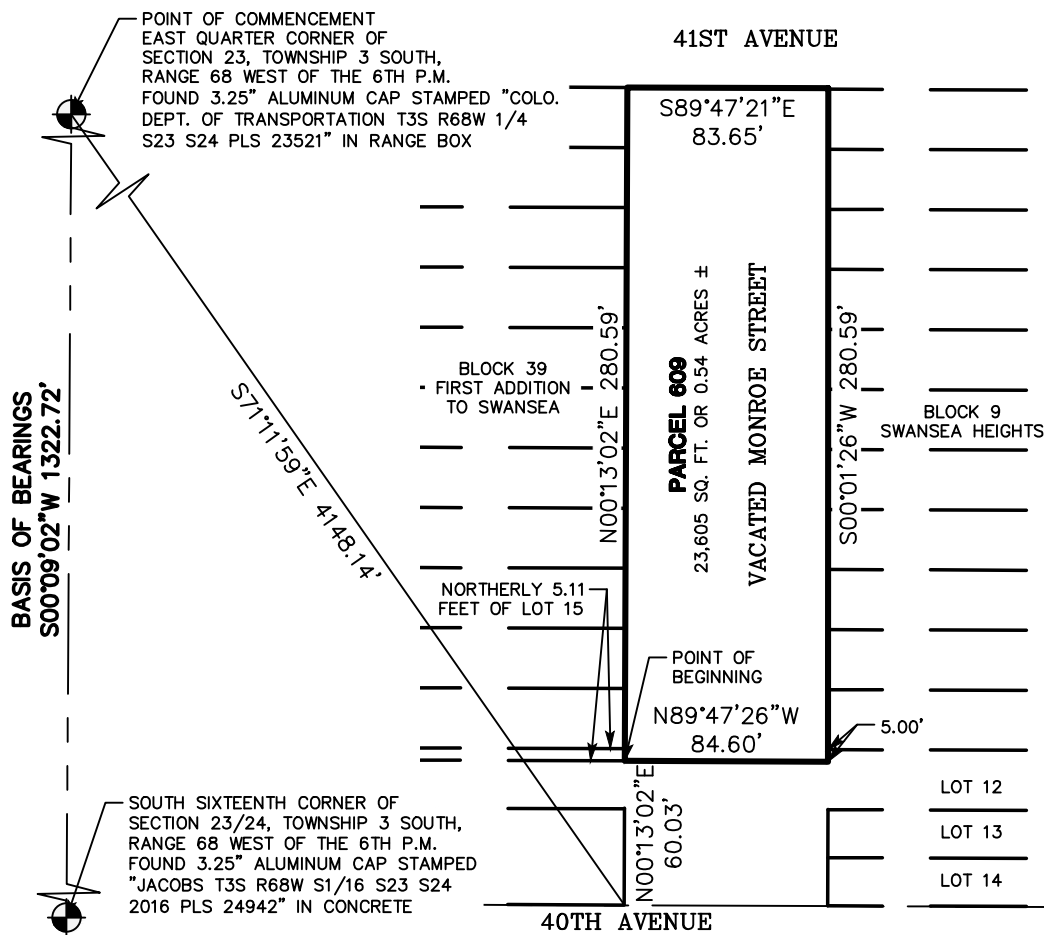 POINT OF COMMENCEMENT
EAST QUARTER CORNER OF
SECTION 23, TOWNSHIP 3 SOUTH,
RANGE 68 WEST OF THE 6TH P.M.
FOUND 3.25" ALUMINUM CAP STAMPED "COLO.
DEPT. OF TRANSPORTATION T3S R68W 1/4
S23 S24 PLS 23521" IN RANGE BOX
41ST AVENUE
S89°47'21"E
83.65'
BASIS OF BEARINGS
S00°09'02"W 1322.72'
S71°11'59"E 4148.14'
BLOCK 39
FIRST ADDITION
TO SWANSEA
N00°13'02"E 280.59'
PARCEL 609
23,605 SQ. FT. OR 0.54 ACRES ±
VACATED MONROE STREET
S00°01'26"W 280.59'
BLOCK 9
SWANSEA HEIGHTS
NORTHERLY 5.11
FEET OF LOT 15
POINT OF
BEGINNING
N89°47'26"W
84.60'
5.00'
N00°13'02"E
60.03'
LOT 12
LOT 13
LOT 14
SOUTH SIXTEENTH CORNER OF
SECTION 23/24, TOWNSHIP 3 SOUTH,
RANGE 68 WEST OF THE 6TH P.M.
FOUND 3.25" ALUMINUM CAP STAMPED
"JACOBS T3S R68W S1/16 S23 S24
2016 PLS 24942" IN CONCRETE
40TH AVENUE